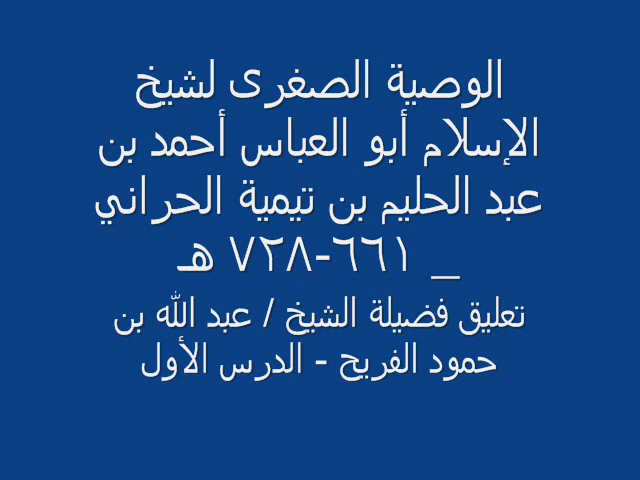 الوصية الصغرى لشيخ
الإسلام أبو العباس أحمد بن
عبد الحليم بن تيمية الحراني
_ ٦٦١-٧٢٨ هـ
تعليق فضيلة الشيخ / عبد الله بن
حمود الفريح - الدرس الأول